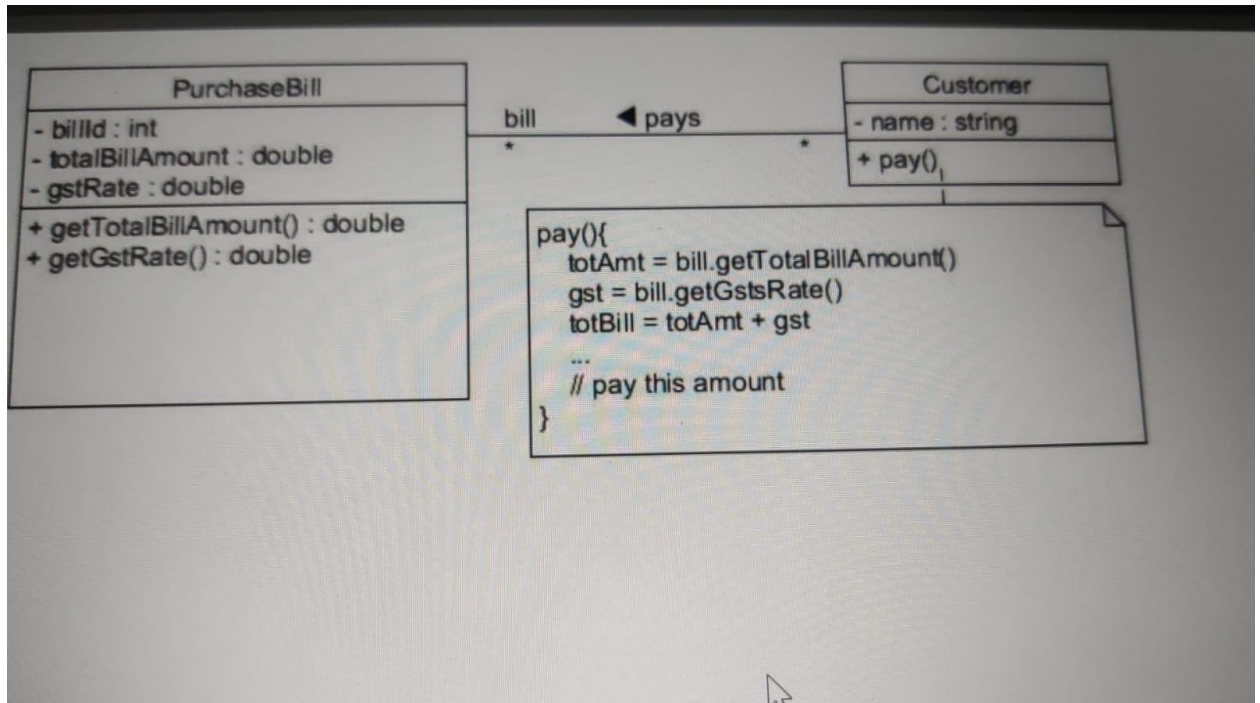 PurchaseBill
- billId : int
- totalBillAmount : double
- gstRate : double
+ getTotalBillAmount() : double
+ getGstRate() : double
bill ◀ pays
* *
Customer
- name : string
+ pay()
pay(){
totAmt = bill.getTotalBillAmount()
gst = bill.getGstsRate()
totBill = totAmt + gst
...
// pay this amount
}